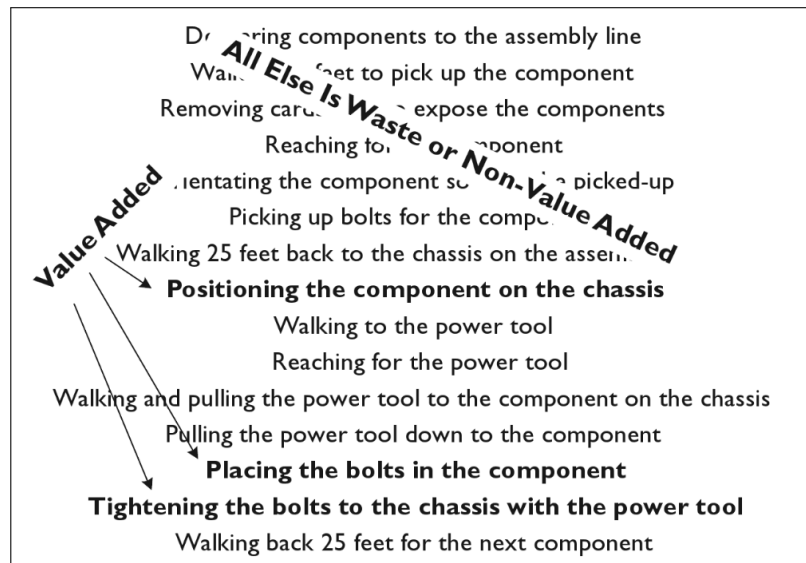 components to the assembly line
feet to pick up the component
Removing expose the components
Reaching
the component picked-up
Picking up bolts for the
Walking 25 feet back to the chassis on the
Positioning the component on the chassis
Walking to the power tool
Reaching for the power tool
Walking and pulling the power tool to the component on the chassis
Pulling the power tool down to the component
Placing the bolts in the component
Tightening the bolts to the chassis with the power tool
Walking back 25 feet for the next component
All Else Is Waste or Non-Value Added
Value Added